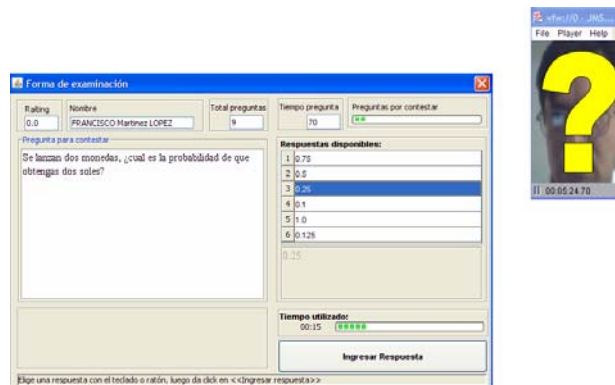 vfw://0 - JMS...
File Player Help
?
00:05:24.70
Forma de examinación
Rating Nombre Total preguntas Tiempo pregunta Preguntas por contestar
0.0 FRANCISCO Martinez LOPEZ 9 70
Pregunta para contestar
Se lanzan dos monedas, ¿cual es la probabilidad de que
obtengas dos soles?
Respuestas disponibles:
1 0.75
2 0.5
3 0.25
4 0.1
5 1.0
6 0.125
0.25
Tiempo utilizado:
00:15
Ingresar Respuesta
Elige una respuesta con el teclado o ratón, luego da click en <<Ingresar respuesta>>